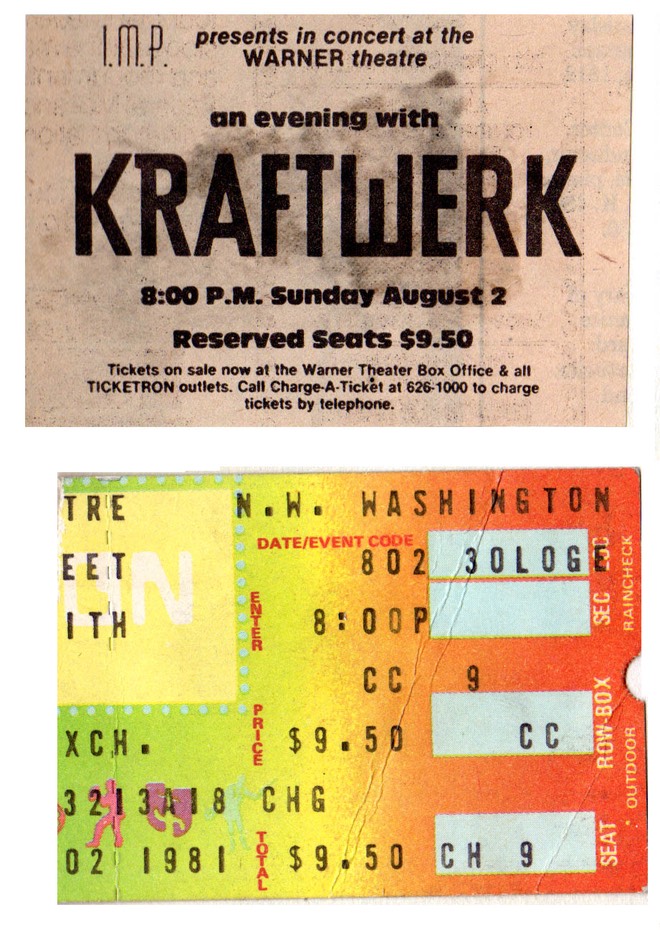 I.M.P. presents in concert at the
WARNER theatre
an evening with
KRAFTWERK
8:00 P.M. Sunday August 2
Reserved Seats $9.50
Tickets on sale now at the Warner Theater Box Office & all
TICKETRON outlets. Call Charge-A-Ticket at 626-1000 to charge
tickets by telephone.
TRE N.W. WASHINGTON
DATE/EVENT CODE
EET 802 30LOGE
ITH 8:00P
ENTER
CC 9
XCH. $9.50 CC
PRICE
3213A18 CHG
02 1981 $9.50 CH 9
TOTAL
SEC
ROW-BOX
SEAT
RAINCHECK
OUTDOOR